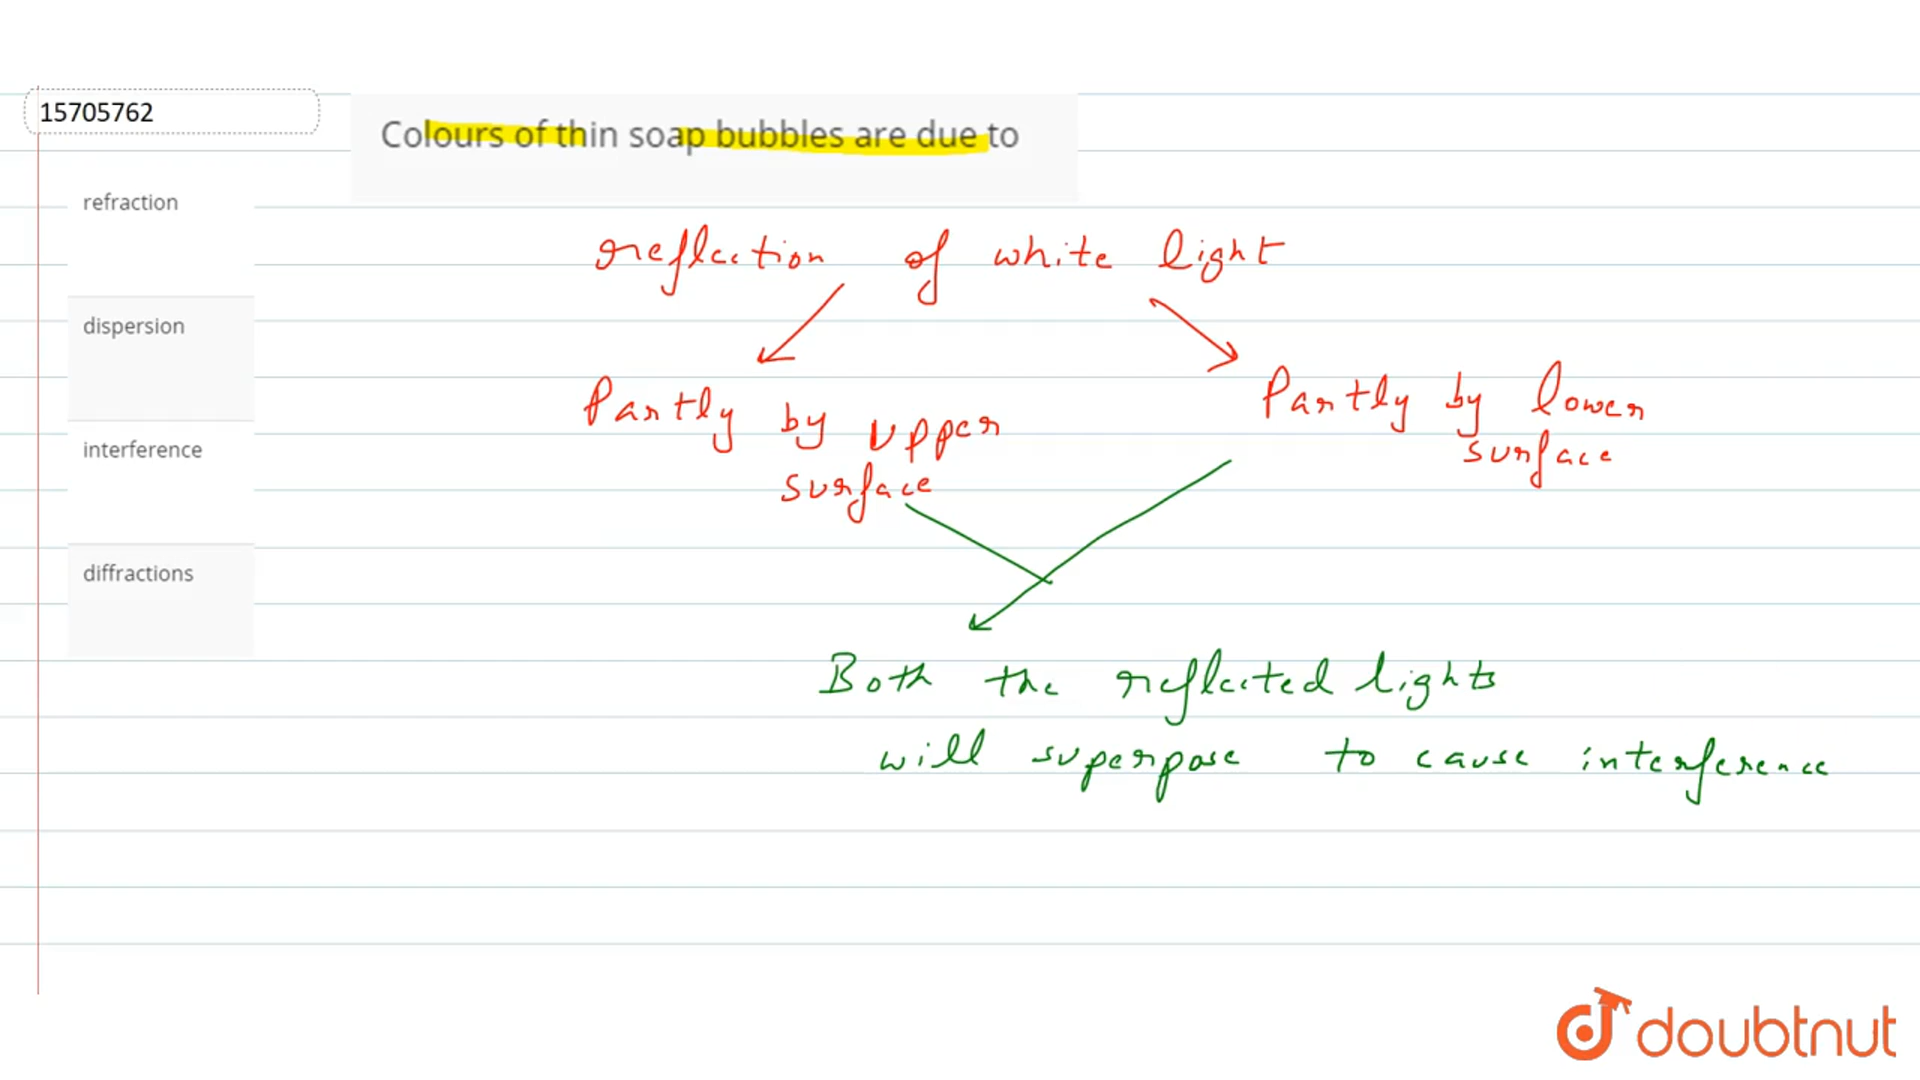 15705762
Colours of thin soap bubbles are due to
refraction
dispersion
interference
diffractions
reflection of white light
Partly by upper
surface
Partly by lower
surface
Both the reflected lights
will superpose to cause interference
doubtnut